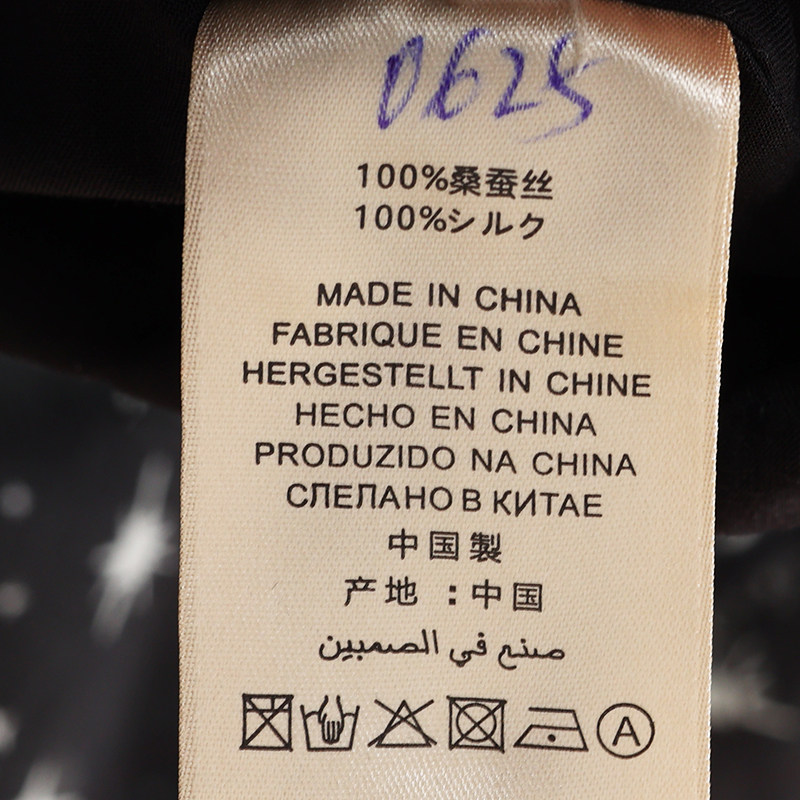 0625
100%桑蚕丝
100%シルク
MADE IN CHINA
FABRIQUE EN CHINE
HERGESTELLT IN CHINE
HECHO EN CHINA
PRODUZIDO NA CHINA
СПЕПАНО В КИТАЕ
中国製
产地 : 中国
صنع في الصمبين
A